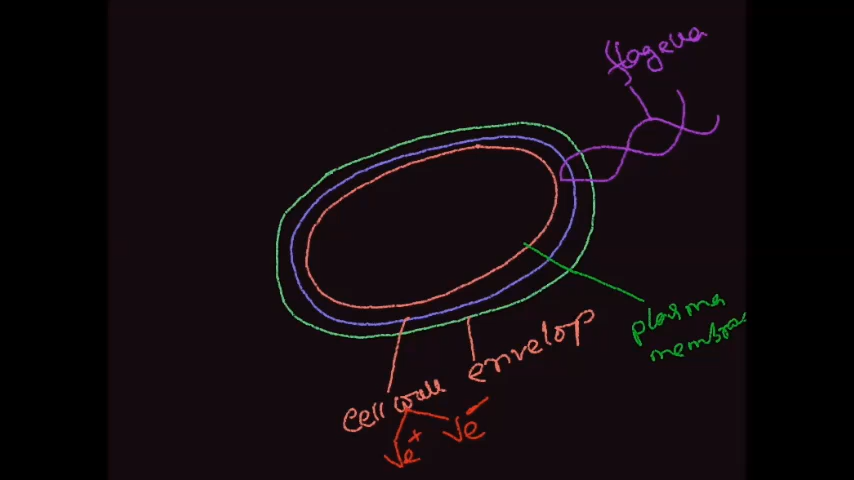 flagella
plasma
membrane
envelop
cell wall
+ve -ve